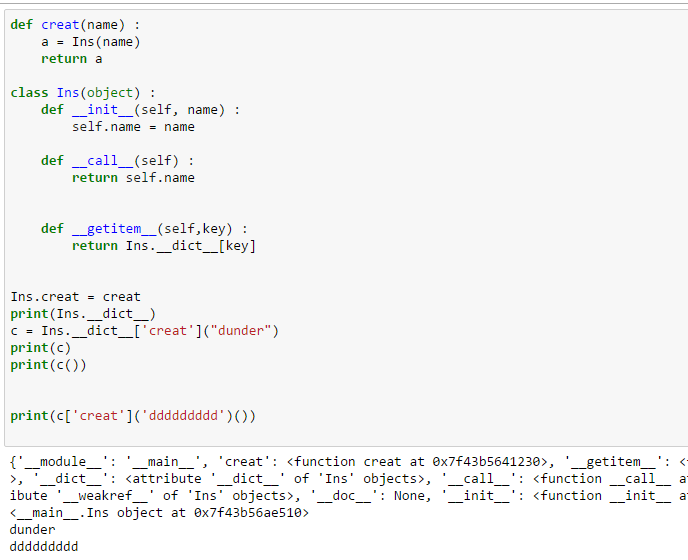 def creat(name) :
    a = Ins(name)
    return a
class Ins(object) :
    def __init__(self, name) :
        self.name = name
    def __call__(self) :
        return self.name
    def __getitem__(self,key) :
        return Ins.__dict__[key]
Ins.creat = creat
print(Ins.__dict__)
c = Ins.__dict__['creat']("dunder")
print(c)
print(c())
print(c['creat']('ddddddddd')())
{'__module__': '__main__', 'creat': <function creat at 0x7f43b5641230>, '__getitem__': <
>, '__dict__': <attribute '__dict__' of 'Ins' objects>, '__call__': <function __call__ at
ibute '__weakref__' of 'Ins' objects>, '__doc__': None, '__init__': <function __init__ a
<__main__.Ins object at 0x7f43b56ae510>
dunder
ddddddddd